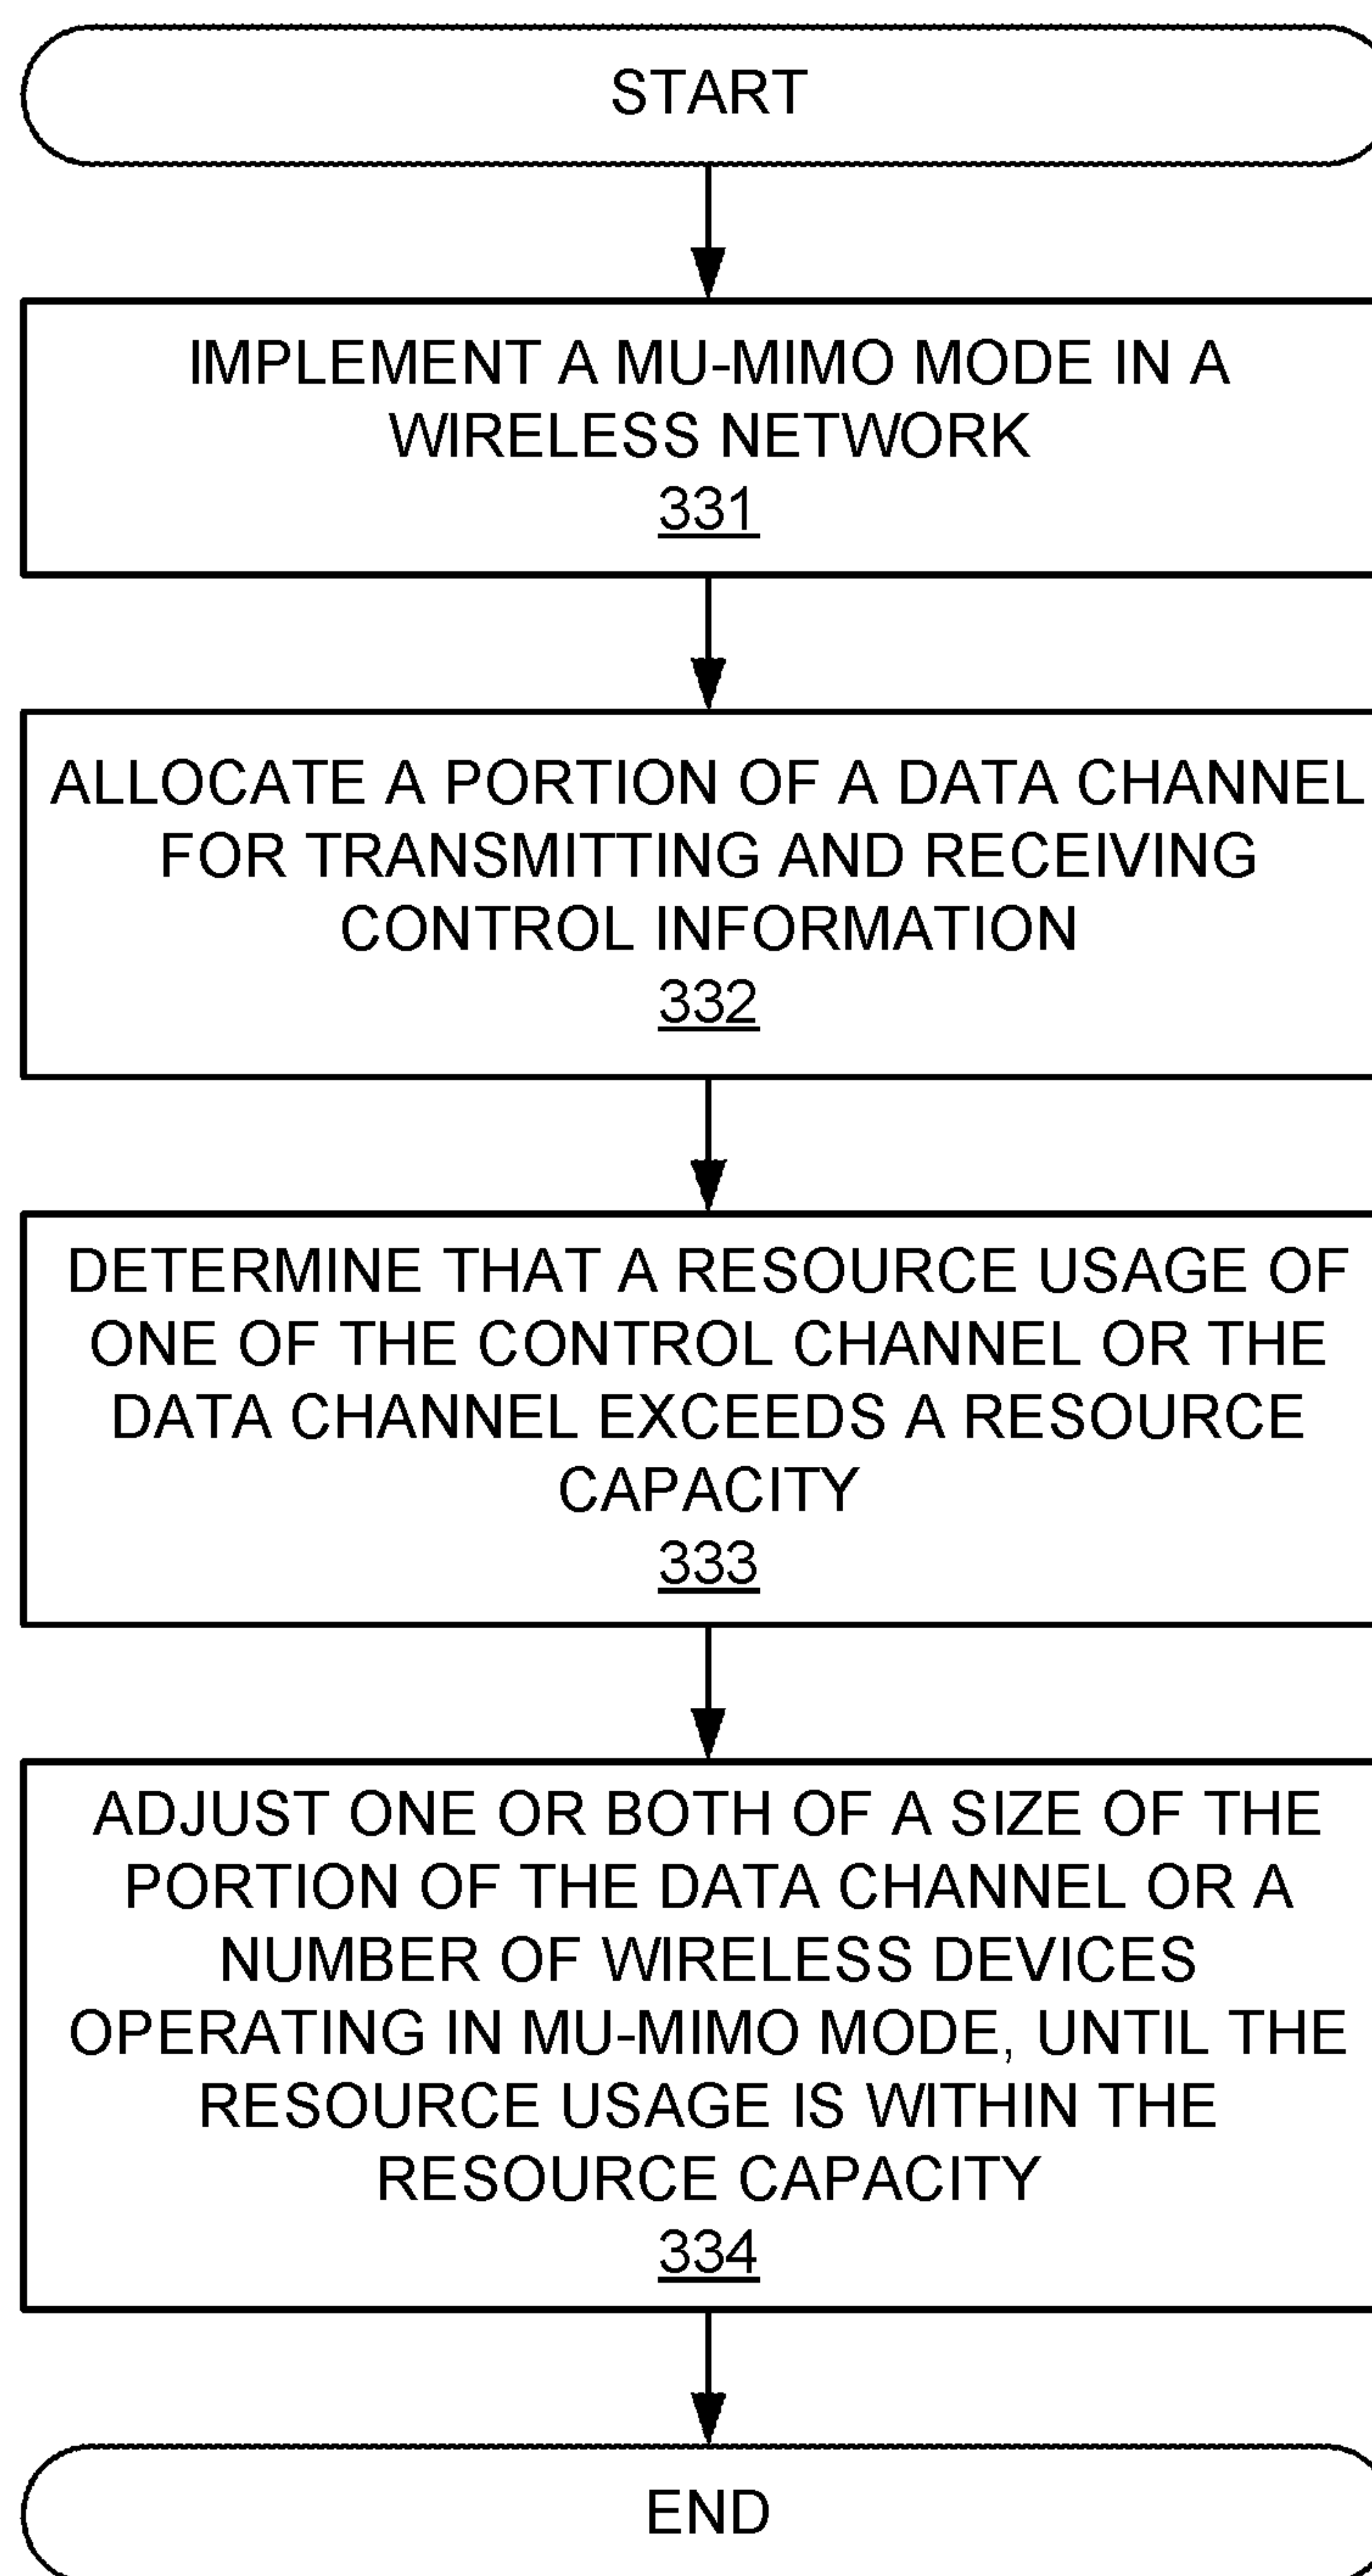 START
IMPLEMENT A MU-MIMO MODE IN A
WIRELESS NETWORK
331
ALLOCATE A PORTION OF A DATA CHANNEL
FOR TRANSMITTING AND RECEIVING
CONTROL INFORMATION
332
DETERMINE THAT A RESOURCE USAGE OF
ONE OF THE CONTROL CHANNEL OR THE
DATA CHANNEL EXCEEDS A RESOURCE
CAPACITY
333
ADJUST ONE OR BOTH OF A SIZE OF THE
PORTION OF THE DATA CHANNEL OR A
NUMBER OF WIRELESS DEVICES
OPERATING IN MU-MIMO MODE, UNTIL THE
RESOURCE USAGE IS WITHIN THE
RESOURCE CAPACITY
334
END